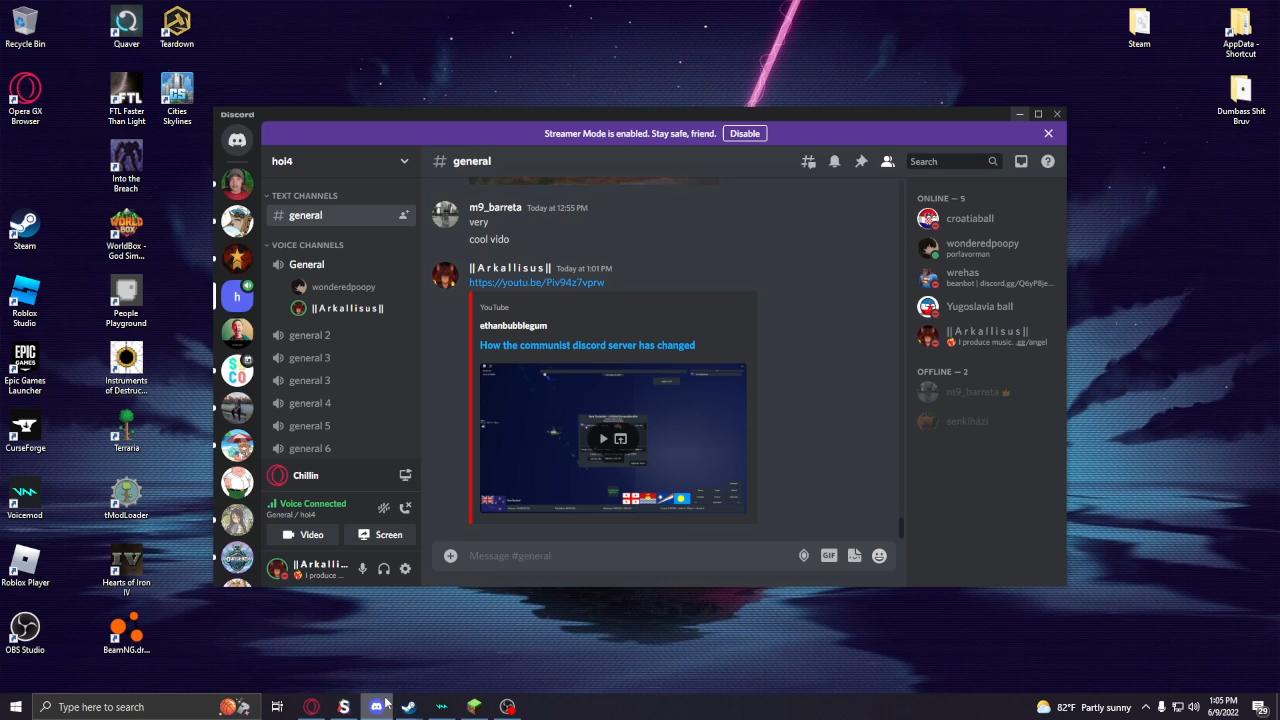 Recycle Bin
Quaver
Teardown
Steam
AppData - Shortcut
Opera GX Browser
FTL Faster Than Light
Cities Skylines
Dumbass Shit Bruv
Into the Breach
Steam
WorldBox - God Sim...
Roblox Studio
People Playground
Epic Games Launcher
Instruments of Destruc...
CurseForge
Terraria
Voicemod
tModLoader
Roblox Player
Hearts of Iron IV
OBS Studio
BeamNG.dr...
Discord
Streamer Mode is enabled. Stay safe, friend.
Disable
hoi4
general
Search
TEXT CHANNELS
general
VOICE CHANNELS
General
wonderedpoopy
||Arkallisus||
general 2
general 3
general 3
general 4
general 5
general 6
Chillin
Voice Connected
General / hoi4
Video
Screen
||Arkalli...
I produce ...
m9_barreta Today at 12:55 PM
very
cool vido
||Arkallisus|| Today at 1:01 PM
https://youtu.be/Piv94z7vprw
YouTube
ethanbubblegum
How the communist discord server has changed
Message #general
GIF
ONLINE — 5
croatiaball
wonderedpoopy
porlavorman
wrehas
beanbot | discord.gg/Q6yPBje...
Yugoslavia ball
||Arkallisus||
I produce music. .gg/angel
OFFLINE — 2
m9_barreta
senkiházi
Type here to search
82°F Partly sunny
1:05 PM
6/9/2022
29